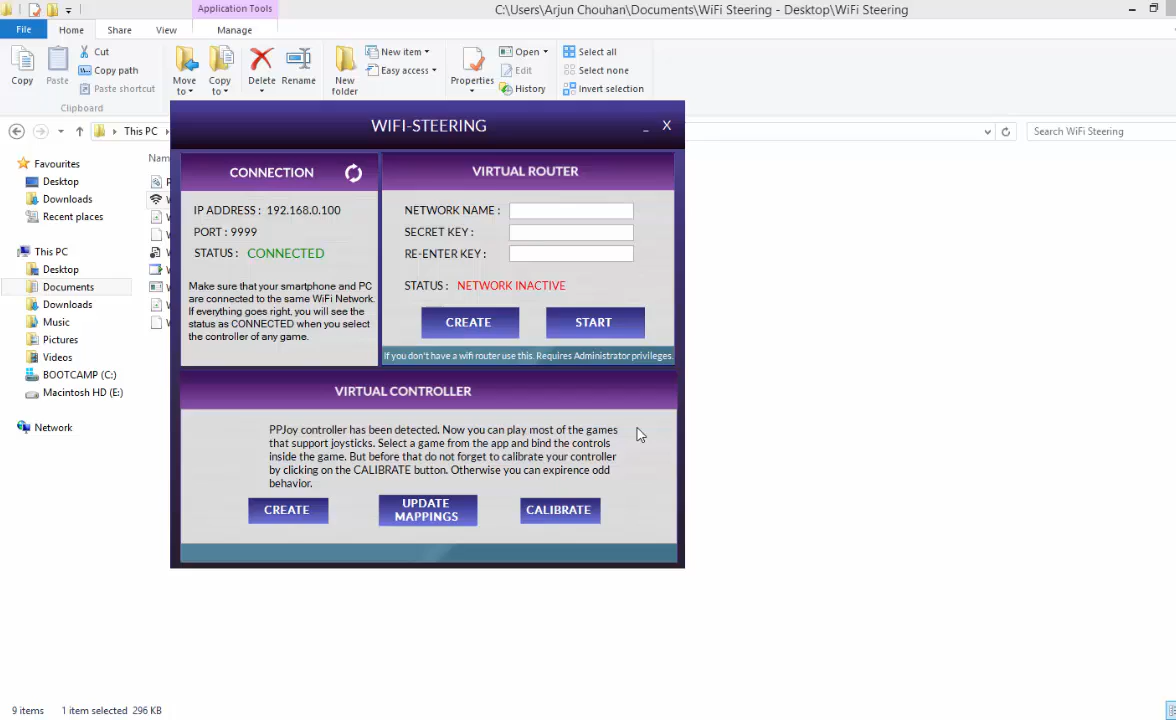 Application Tools
C:\Users\Arjun Chouhan\Documents\WiFi Steering - Desktop\WiFi Steering
File Home Share View Manage
Copy
Paste
Cut
Copy path
Paste shortcut
Clipboard
Move to
Copy to
Delete
Rename
New folder
New item
Easy access
Properties
Open
Edit
History
Select all
Select none
Invert selection
This PC
Search WiFi Steering
Favourites
Desktop
Downloads
Recent places
This PC
Desktop
Documents
Downloads
Music
Pictures
Videos
BOOTCAMP (C:)
Macintosh HD (E:)
Network
WIFI-STEERING
_ X
CONNECTION
IP ADDRESS : 192.168.0.100
PORT : 9999
STATUS : CONNECTED
Make sure that your smartphone and PC
are connected to the same WiFi Network.
If everything goes right, you will see the
status as CONNECTED when you select
the controller of any game.
VIRTUAL ROUTER
NETWORK NAME :
SECRET KEY :
RE-ENTER KEY :
STATUS : NETWORK INACTIVE
CREATE START
If you don't have a wifi router use this. Requires Administrator privileges.
VIRTUAL CONTROLLER
PPJoy controller has been detected. Now you can play most of the games
that support joysticks. Select a game from the app and bind the controls
inside the game. But before that do not forget to calibrate your controller
by clicking on the CALIBRATE button. Otherwise you can expirence odd
behavior.
CREATE
UPDATE
MAPPINGS
CALIBRATE
9 items 1 item selected 296 KB